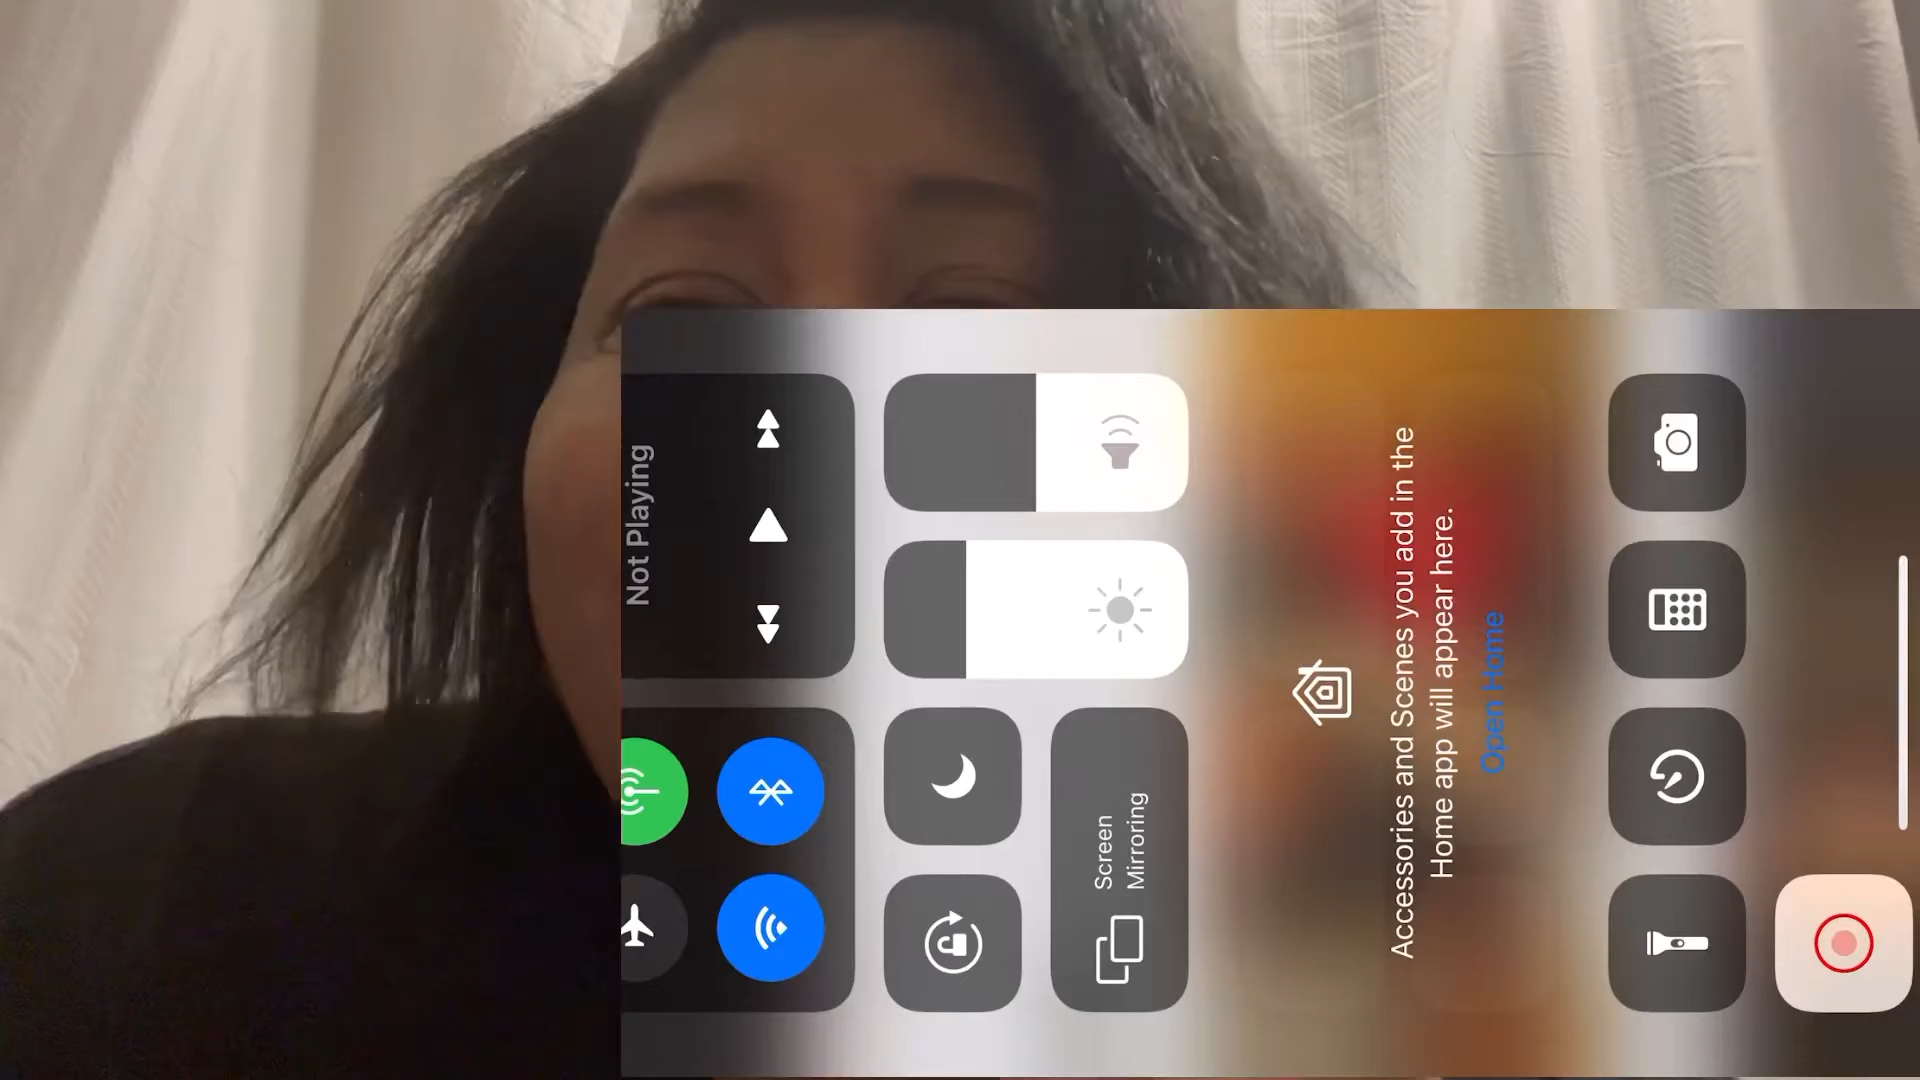 Not Playing
Screen
Mirroring
Accessories and Scenes you add in the
Home app will appear here.
Open Home